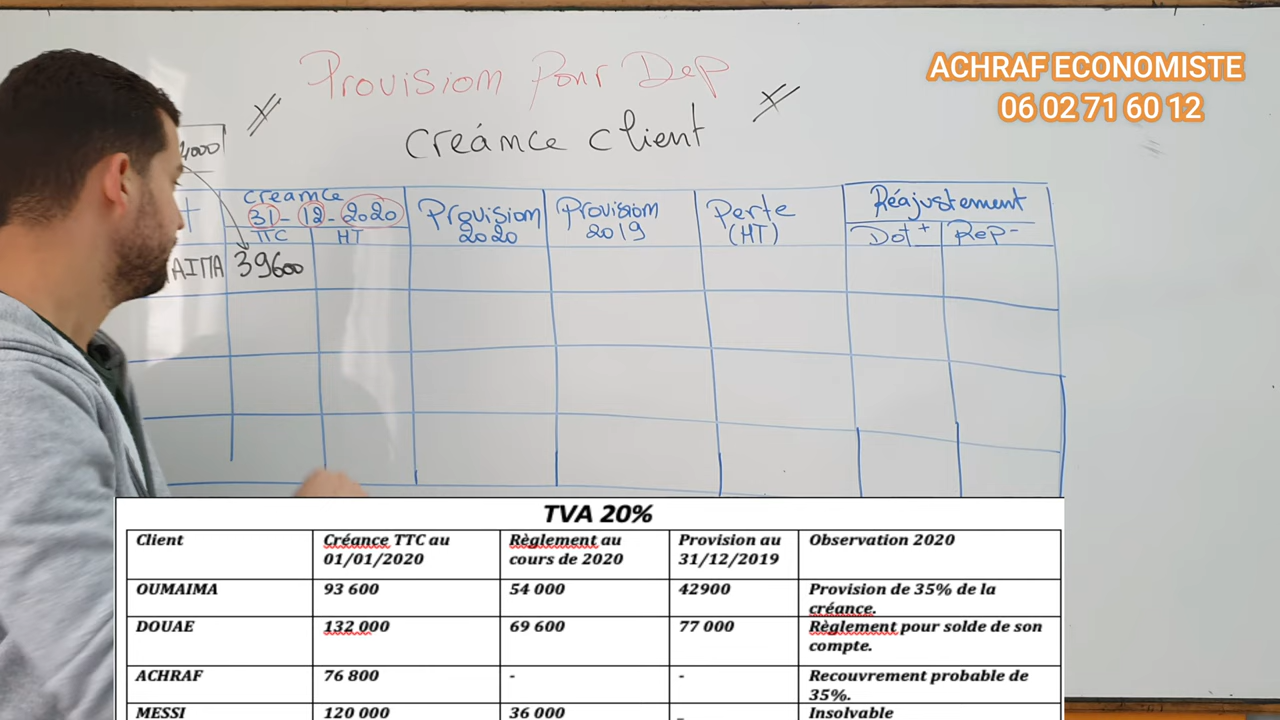 ACHRAF ECONOMISTE
06 02 71 60 12
Provision Pour Dep
creánce client
creance
31-12-2020
TTC HT
Provision
2020
Provision
2019
Perte
(HT)
Réajustement
Dot+ Rep-
39600
TVA 20%
Client
Créance TTC au
01/01/2020
Règlement au
cours de 2020
Provision au
31/12/2019
Observation 2020
OUMAIMA 93 600 54 000 42900 Provision de 35% de la
créance.
DOUAE 132 000 69 600 77 000 Règlement pour solde de son
compte.
ACHRAF 76 800 - - Recouvrement probable de
35%.
MESSI 120 000 36 000 - Insolvable